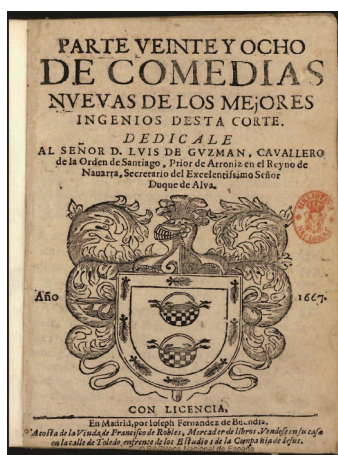 PARTE VEINTE Y OCHO
DE COMEDIAS
NVEVAS DE LOS MEjORES
INGENIOS DESTA CORTE.
DEDICALE
AL SEÑOR D. LVIS DE GVZMAN, CAVALLERO
de la Orden de Santiago, Prior de Arroniz en el Reyno de
Nauarra, Secretario del Excelentissimo Señor
Duque de Alva.
Año 1667.
CON LICENCIA,
En Madrid, por Ioseph Fernandez de Buendia.
A costa de la Viuda de Francisco de Robles, Mercader de libros. Vendese en su casa
en la calle de Toledo, enfrente de los Estudios de la Compañia de Iesus.
© Biblioteca Nacional de España